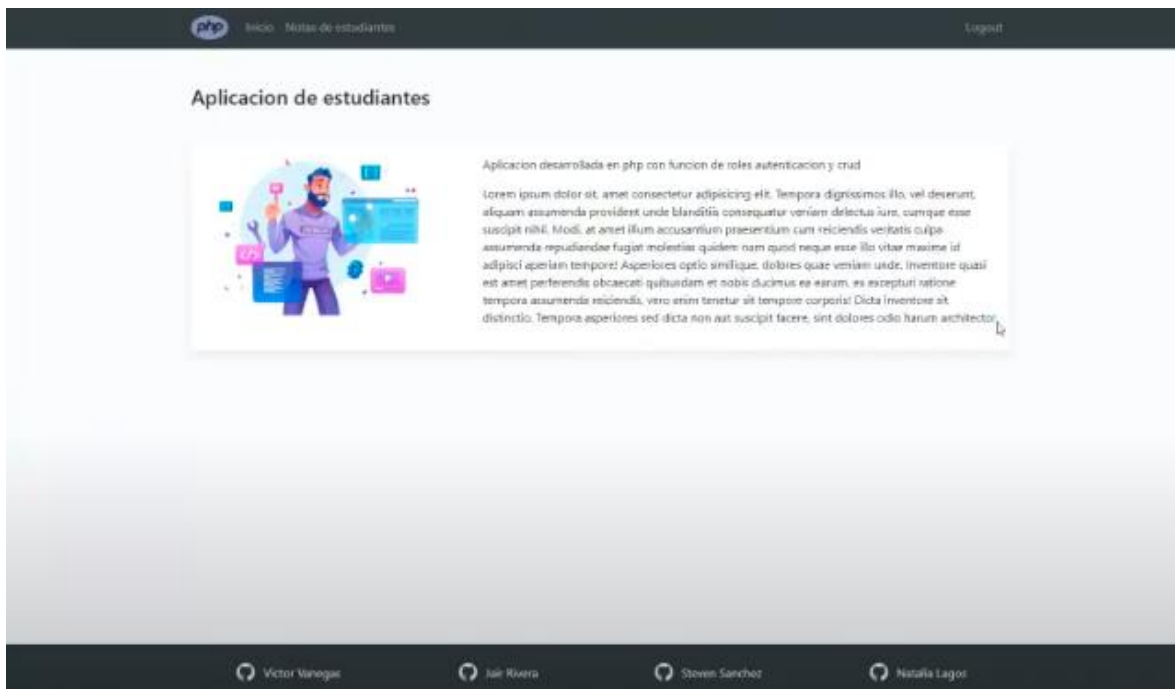 php Inicio Notas de estudiantes Logout
Aplicacion de estudiantes
Aplicacion desarrollada en php con funcion de roles autenticacion y crud
Lorem ipsum dolor sit, amet consectetur adipisicing elit. Tempora dignissimos illo, vel deserunt,
aliquam assumenda provident unde blanditiis consequatur veniam delectus iure, cumque esse
suscipit nihil. Modi, at amet illum accusantium praesentium cum reiciendis veritatis culpa
assumenda repudiandae fugiat molestias quidem nam quod neque esse illo vitae maxime id
adipisci aperiam tempore! Asperiores optio similique, dolores quae veniam unde. Inventore quasi
est amet perferendis obcaecati quibusdam et nobis ducimus ea earum, ex excepturi ratione
tempora assumenda reiciendis, vero enim tenetur sit tempore corporis! Dicta inventore sit
distinctio. Tempora asperiores sed dicta non aut suscipit facere, sint dolores odio harum architector
Victor Vanegas Jair Rivera Steven Sanchez Natalia Lagos